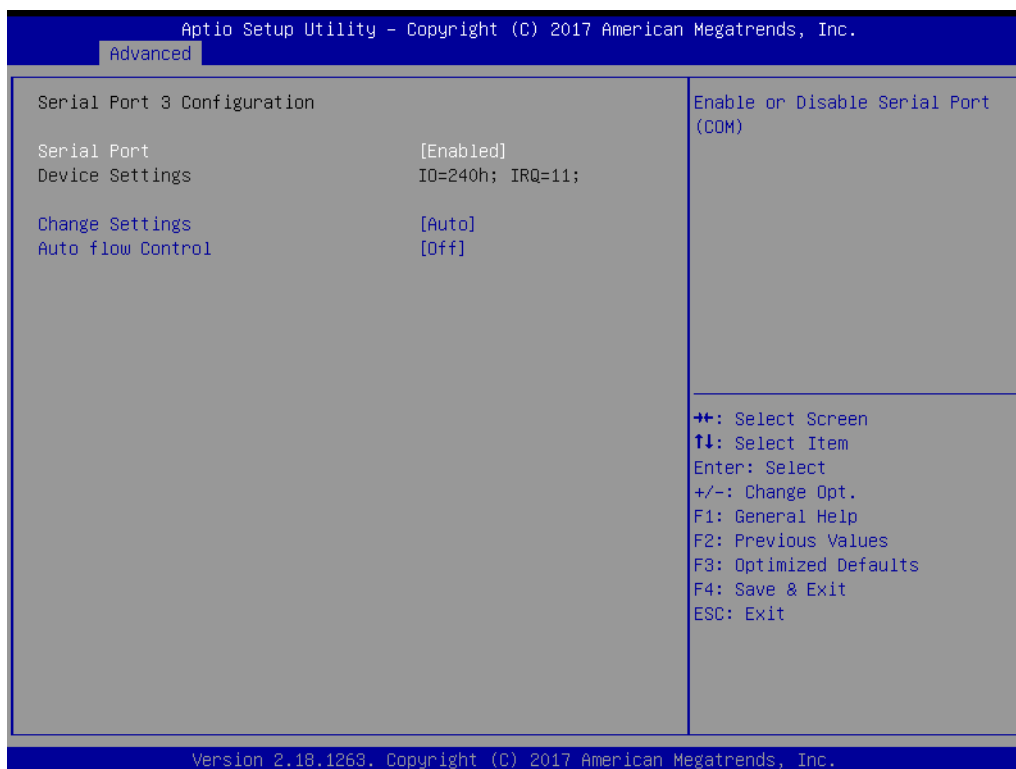 Aptio Setup Utility – Copyright (C) 2017 American Megatrends, Inc.
Advanced
Serial Port 3 Configuration
Serial Port [Enabled]
Device Settings IO=240h; IRQ=11;
Change Settings [Auto]
Auto flow Control [Off]
Enable or Disable Serial Port
(COM)
→←: Select Screen
↑↓: Select Item
Enter: Select
+/-: Change Opt.
F1: General Help
F2: Previous Values
F3: Optimized Defaults
F4: Save & Exit
ESC: Exit
Version 2.18.1263. Copyright (C) 2017 American Megatrends, Inc.